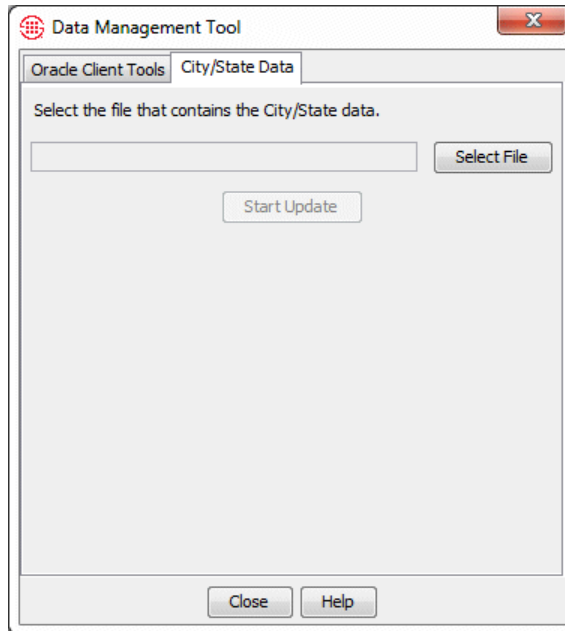 Data Management Tool
Oracle Client Tools City/State Data
Select the file that contains the City/State data.
Select File
Start Update
Close Help